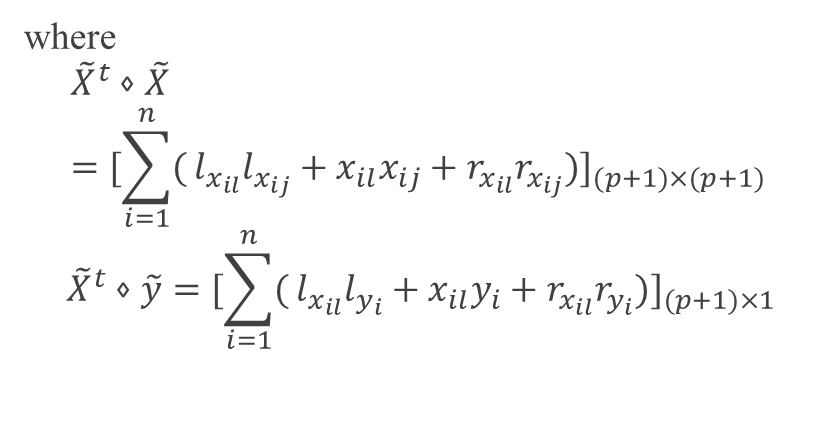 where
X̃ᵗ ⋄ X̃
= [∑_{i=1}^{n} (l_{x_{il}} l_{x_{ij}} + x_{il} x_{ij} + r_{x_{il}} r_{x_{ij}})]_{(p+1)×(p+1)}
X̃ᵗ ⋄ ỹ = [∑_{i=1}^{n} (l_{x_{il}} l_{y_i} + x_{il} y_i + r_{x_{il}} r_{y_i})]_{(p+1)×1}